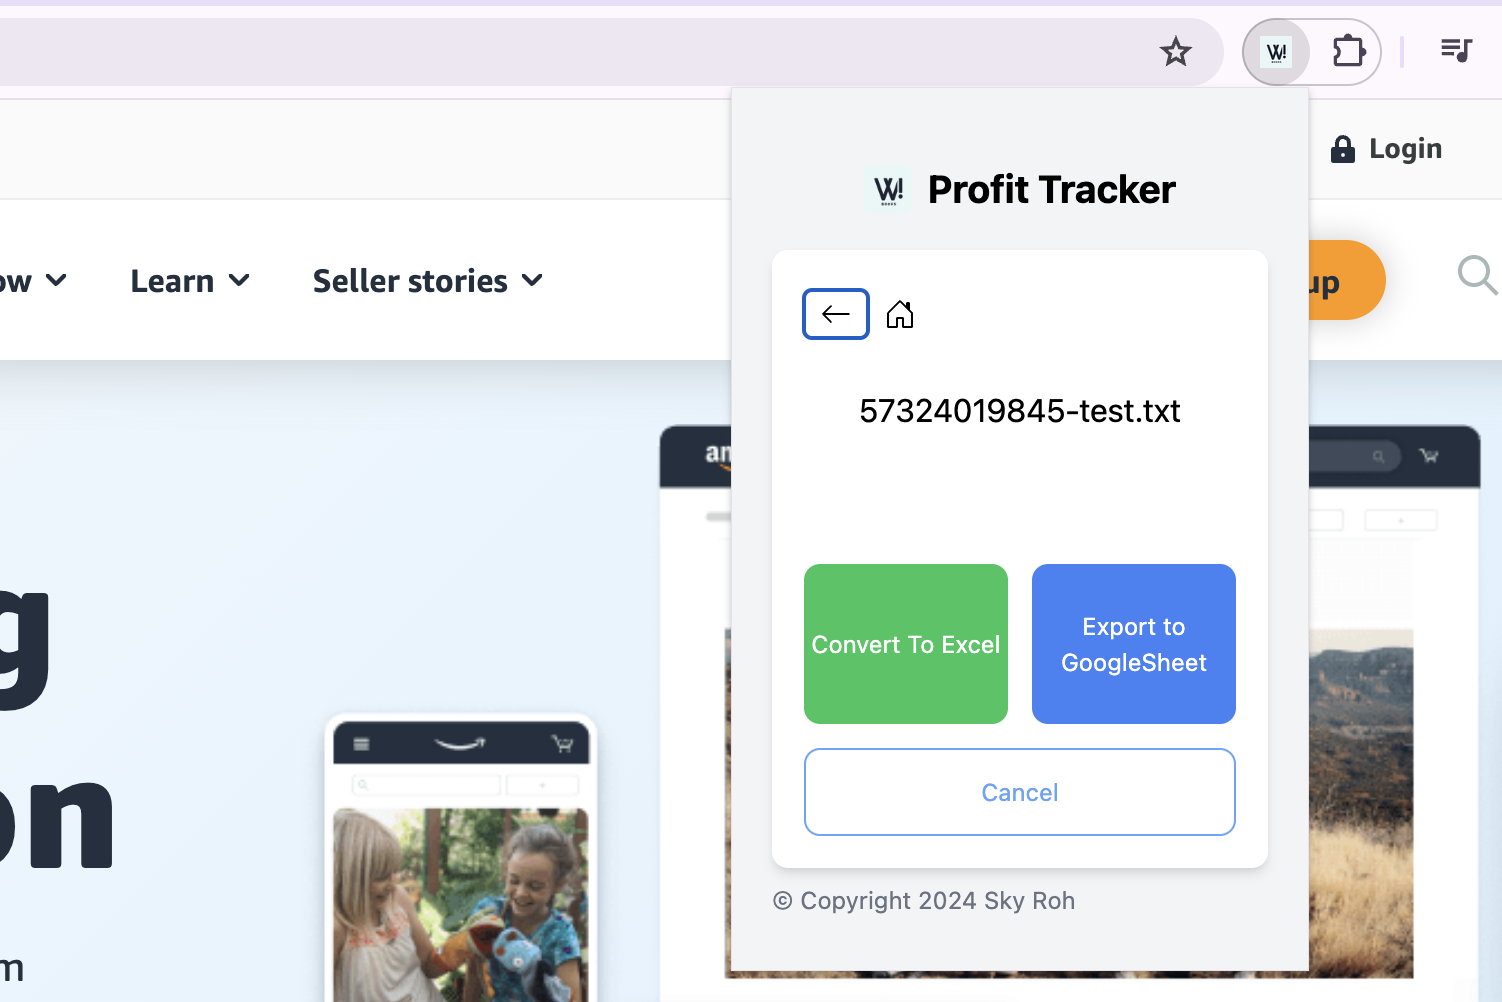 W!
Login
W!
Profit Tracker
ow
Learn
Seller stories
up
57324019845-test.txt
am
Convert To Excel
Export to
GoogleSheet
g
on
Cancel
© Copyright 2024 Sky Roh
m